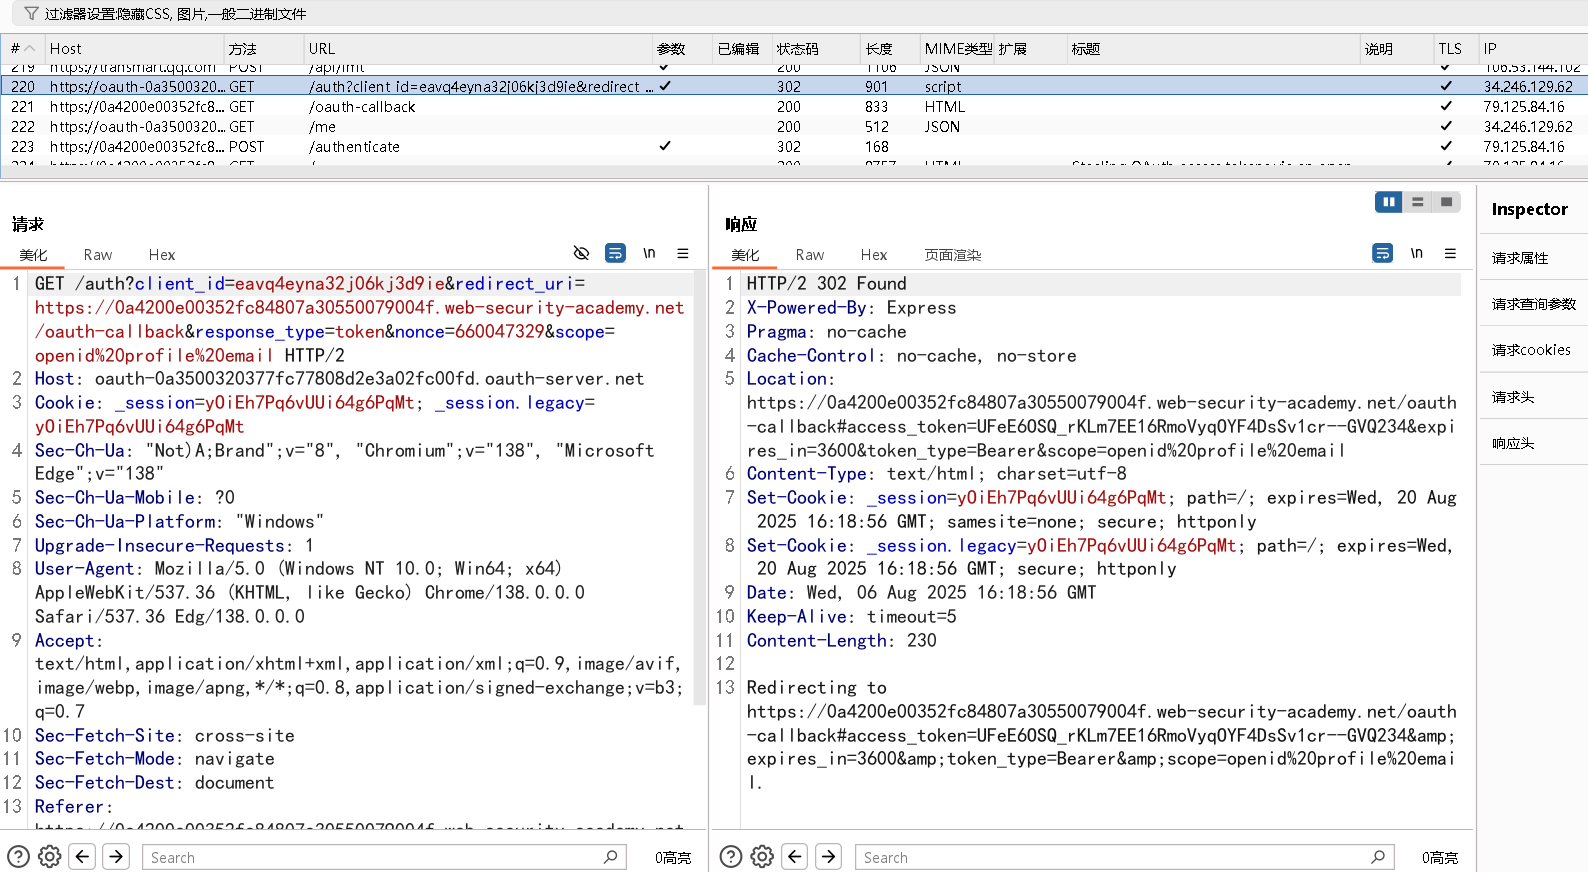 过滤器设置:隐藏CSS, 图片,一般二进制文件
# Host 方法 URL 参数 已编辑 状态码 长度 MIME类型 扩展 标题 说明 TLS IP
219 https://transmart.qq.com POST /api/imt ✓ 200 1106 JSON ✓ 106.53.144.102
220 https://oauth-0a3500320... GET /auth?client_id=eavq4eyna32j06kj3d9ie&redirect ... ✓ 302 901 script ✓ 34.246.129.62
221 https://0a4200e00352fc8... GET /oauth-callback 200 833 HTML ✓ 79.125.84.16
222 https://oauth-0a3500320... GET /me 200 512 JSON ✓ 34.246.129.62
223 https://0a4200e00352fc8... POST /authenticate ✓ 302 168 ✓ 79.125.84.16
224 https://0a4200e00352fc8... GET / 200 8757 HTML Stealing OAuth access tokens via an open ✓ 79.125.84.16
请求
美化 Raw Hex \n
1 GET /auth?client_id=eavq4eyna32j06kj3d9ie&redirect_uri=
https://0a4200e00352fc84807a30550079004f.web-security-academy.net
/oauth-callback&response_type=token&nonce=660047329&scope=
openid%20profile%20email HTTP/2
2 Host: oauth-0a3500320377fc77808d2e3a02fc00fd.oauth-server.net
3 Cookie: _session=yOiEh7Pq6vUUi64g6PqMt; _session.legacy=
yOiEh7Pq6vUUi64g6PqMt
4 Sec-Ch-Ua: "Not)A;Brand";v="8", "Chromium";v="138", "Microsoft
Edge";v="138"
5 Sec-Ch-Ua-Mobile: ?0
6 Sec-Ch-Ua-Platform: "Windows"
7 Upgrade-Insecure-Requests: 1
8 User-Agent: Mozilla/5.0 (Windows NT 10.0; Win64; x64)
AppleWebKit/537.36 (KHTML, like Gecko) Chrome/138.0.0.0
Safari/537.36 Edg/138.0.0.0
9 Accept:
text/html,application/xhtml+xml,application/xml;q=0.9,image/avif,
image/webp,image/apng,*/*;q=0.8,application/signed-exchange;v=b3;
q=0.7
10 Sec-Fetch-Site: cross-site
11 Sec-Fetch-Mode: navigate
12 Sec-Fetch-Dest: document
13 Referer:
https://0a4200e00352fc84807a30550079004f.web-security-academy.net
Search 0高亮
响应
美化 Raw Hex 页面渲染 \n
1 HTTP/2 302 Found
2 X-Powered-By: Express
3 Pragma: no-cache
4 Cache-Control: no-cache, no-store
5 Location:
https://0a4200e00352fc84807a30550079004f.web-security-academy.net/oauth
-callback#access_token=UFeE6OSQ_rKLm7EE16RmoVyqOYF4DsSv1cr--GVQ234&expi
res_in=3600&token_type=Bearer&scope=openid%20profile%20email
6 Content-Type: text/html; charset=utf-8
7 Set-Cookie: _session=yOiEh7Pq6vUUi64g6PqMt; path=/; expires=Wed, 20 Aug
2025 16:18:56 GMT; samesite=none; secure; httponly
8 Set-Cookie: _session.legacy=yOiEh7Pq6vUUi64g6PqMt; path=/; expires=Wed,
20 Aug 2025 16:18:56 GMT; secure; httponly
9 Date: Wed, 06 Aug 2025 16:18:56 GMT
10 Keep-Alive: timeout=5
11 Content-Length: 230
12
13 Redirecting to
https://0a4200e00352fc84807a30550079004f.web-security-academy.net/oauth
-callback#access_token=UFeE6OSQ_rKLm7EE16RmoVyqOYF4DsSv1cr--GVQ234&amp;
expires_in=3600&amp;token_type=Bearer&amp;scope=openid%20profile%20emai
l.
Search 0高亮
Inspector
请求属性
请求查询参数
请求cookies
请求头
响应头